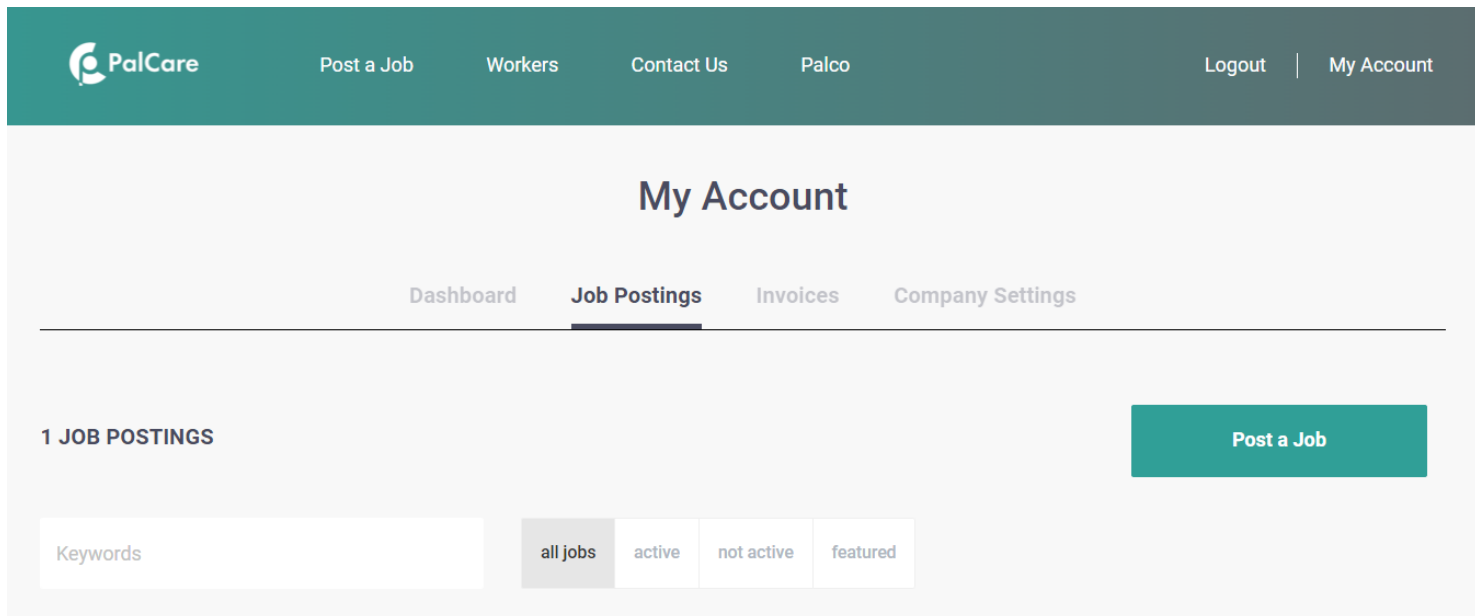 PalCare Post a Job Workers Contact Us Palco Logout | My Account
My Account
Dashboard Job Postings Invoices Company Settings
1 JOB POSTINGS Post a Job
Keywords all jobs active not active featured